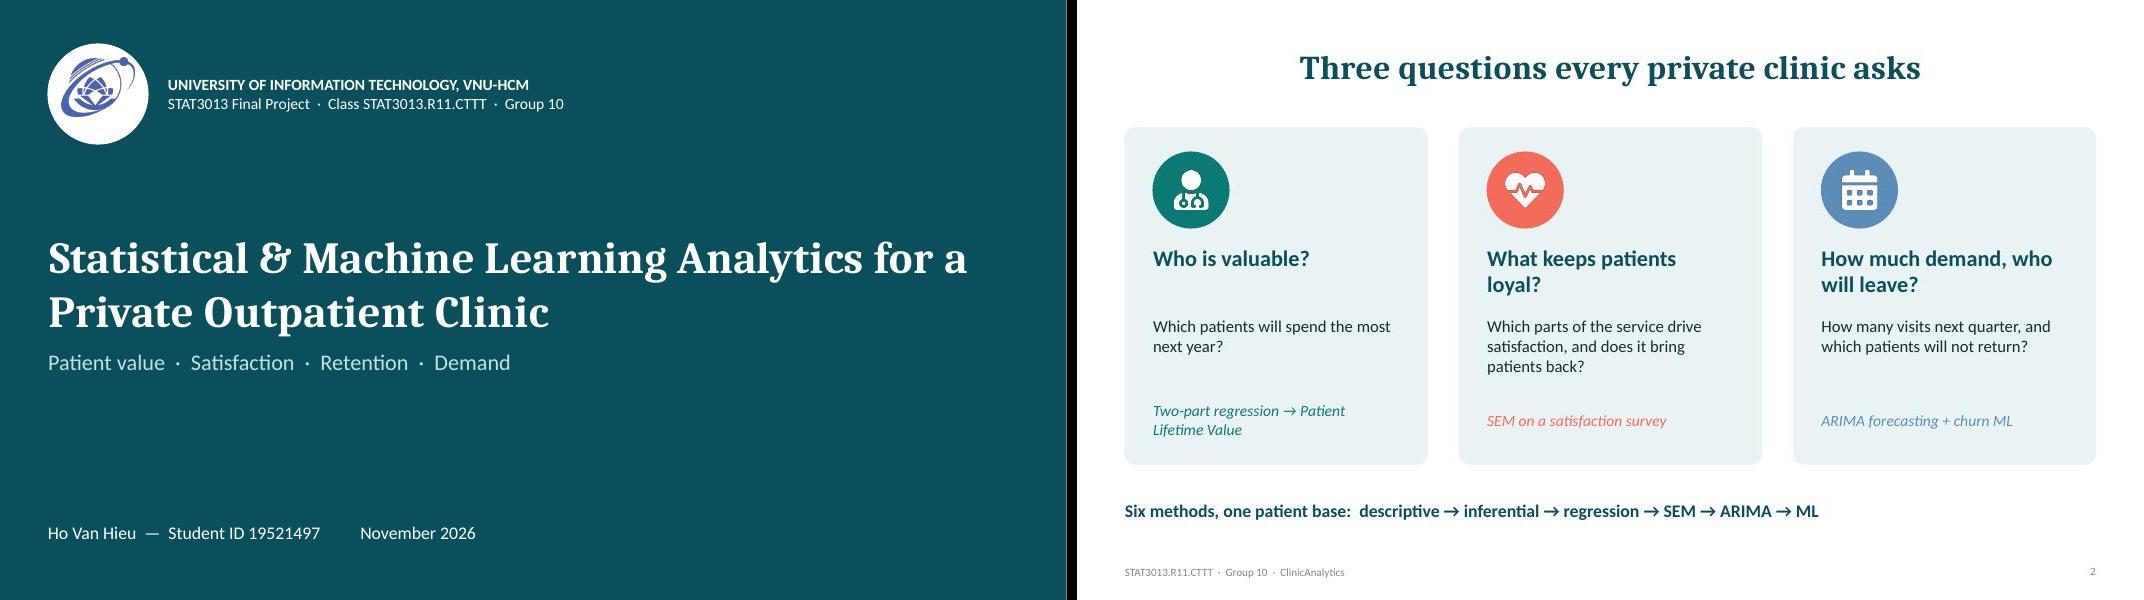 UNIVERSITY OF INFORMATION TECHNOLOGY, VNU-HCM
STAT3013 Final Project · Class STAT3013.R11.CTTT · Group 10
Statistical & Machine Learning Analytics for a
Private Outpatient Clinic
Patient value · Satisfaction · Retention · Demand
Ho Van Hieu — Student ID 19521497 November 2026
Three questions every private clinic asks
Who is valuable?
Which patients will spend the most
next year?
Two-part regression → Patient
Lifetime Value
What keeps patients
loyal?
Which parts of the service drive
satisfaction, and does it bring
patients back?
SEM on a satisfaction survey
How much demand, who
will leave?
How many visits next quarter, and
which patients will not return?
ARIMA forecasting + churn ML
Six methods, one patient base: descriptive → inferential → regression → SEM → ARIMA → ML
STAT3013.R11.CTTT · Group 10 · ClinicAnalytics
2